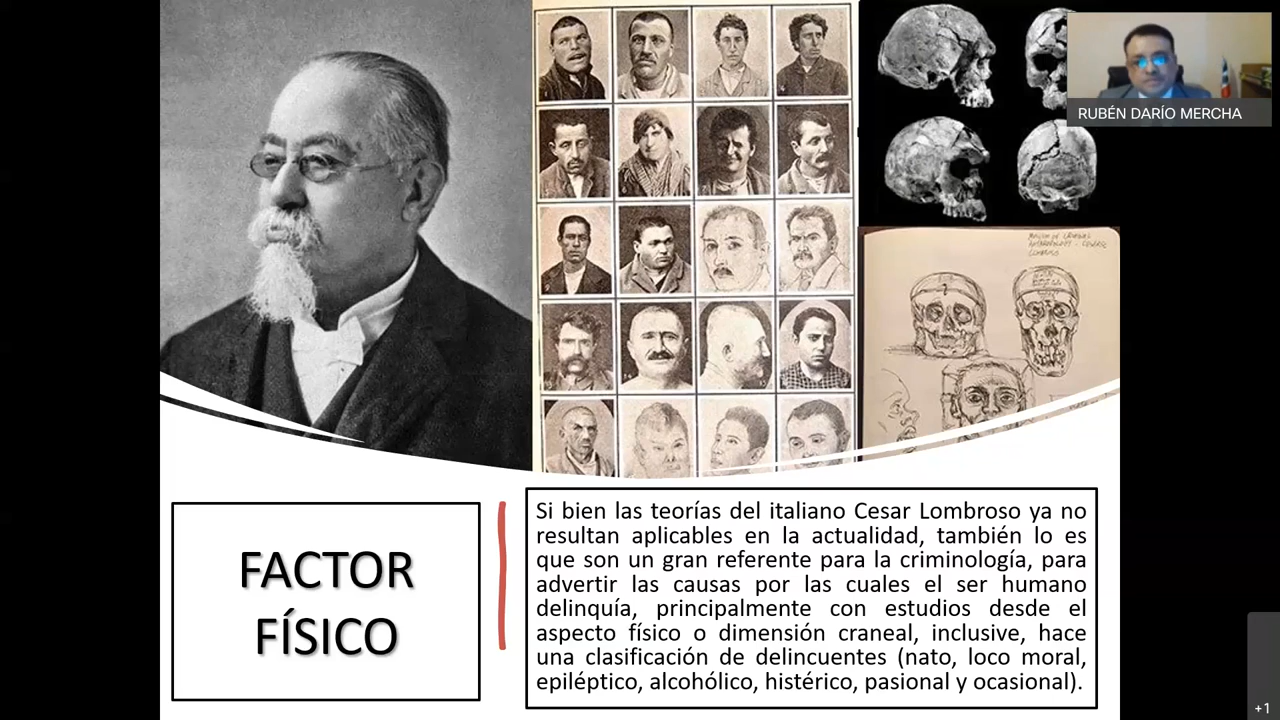 RUBÉN DARÍO MERCHA
LOMBROSO
FACTOR
FÍSICO
Si bien las teorías del italiano Cesar Lombroso ya no
resultan aplicables en la actualidad, también lo es
que son un gran referente para la criminología, para
advertir las causas por las cuales el ser humano
delinquía, principalmente con estudios desde el
aspecto físico o dimensión craneal, inclusive, hace
una clasificación de delincuentes (nato, loco moral,
epiléptico, alcohólico, histérico, pasional y ocasional).
+1